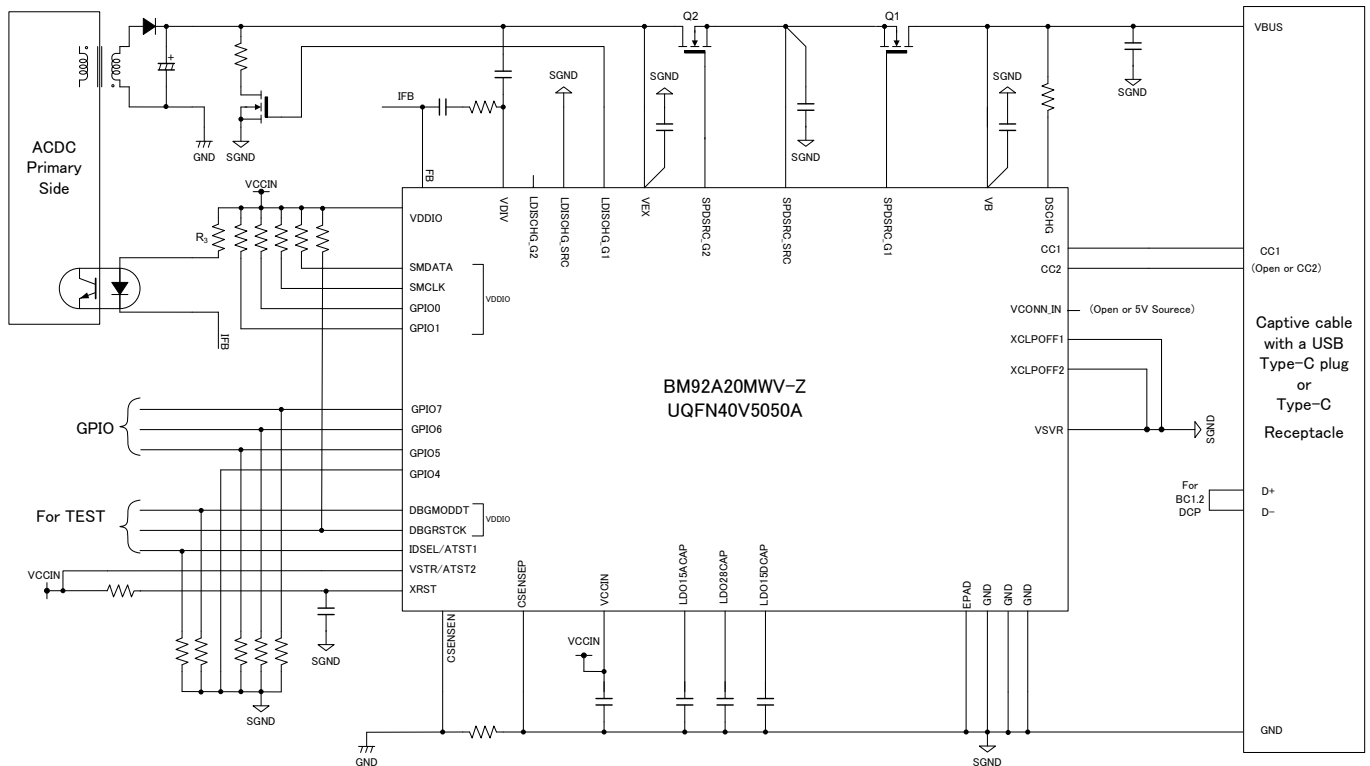 Q2
Q1
VBUS
SGND
SGND
SGND
IFB
SGND
ACDC
Primary
Side
GND
SGND
SGND
FB
VCCIN
VDDIO
VDIV
LDISCHG_G2
LDISCHG_SRC
LDISCHG_G1
VEX
SPDSRC_G2
SPDSRC_SRC
SPDSRC_G1
VB
DSCHG
R3
CC1
CC1
CC2
(Open or CC2)
SMDATA
SMCLK
VDDIO
GPIO0
GPIO1
IFB
VCONN_IN
(Open or 5V Sourece)
XCLPOFF1
XCLPOFF2
Captive cable
with a USB
Type-C plug
or
Type-C
Receptacle
BM92A20MWV-Z
UQFN40V5050A
GPIO
GPIO7
GPIO6
GPIO5
GPIO4
VSVR
SGND
For TEST
DBGMODDT
VDDIO
DBGRSTCK
IDSEL/ATST1
VSTR/ATST2
XRST
VCCIN
For
BC1.2
DCP
D+
D-
CSENSEN
CSENSEP
VCCIN
LDO15ACAP
LDO28CAP
LDO15DCAP
EPAD
GND
GND
GND
VCCIN
SGND
SGND
GND
SGND
GND